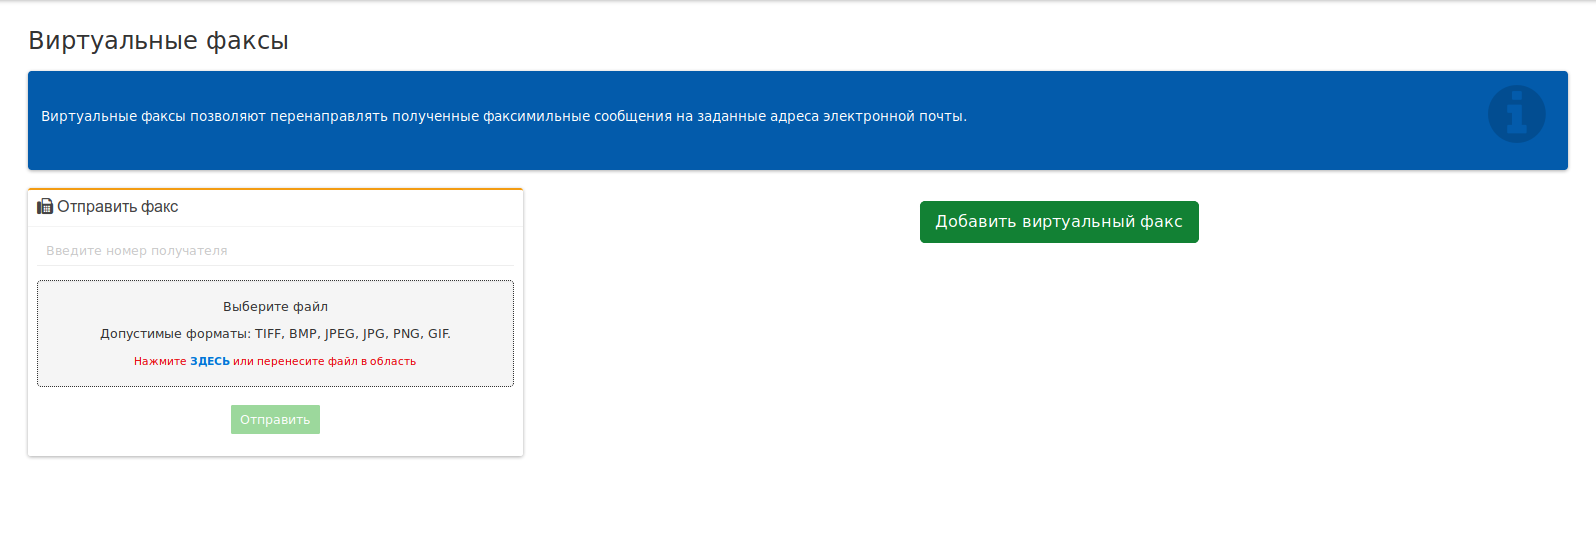 Виртуальные факсы
Виртуальные факсы позволяют перенаправлять полученные факсимильные сообщения на заданные адреса электронной почты.
Отправить факс
Введите номер получателя
Выберите файл
Допустимые форматы: TIFF, BMP, JPEG, JPG, PNG, GIF.
Нажмите ЗДЕСЬ или перенесите файл в область
Отправить
Добавить виртуальный факс